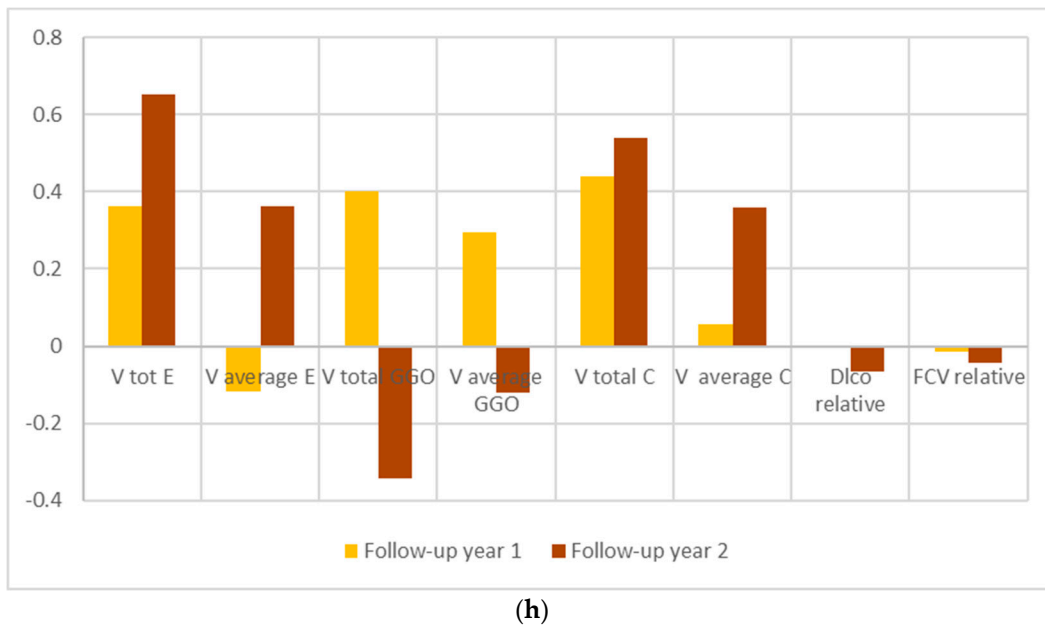 0.8
0.6
0.4
0.2
0
-0.2
-0.4
V tot E
V average E
V total GGO
V average
GGO
V total C
V average C
Dlco
relative
FCV relative
Follow-up year 1
Follow-up year 2
(h)